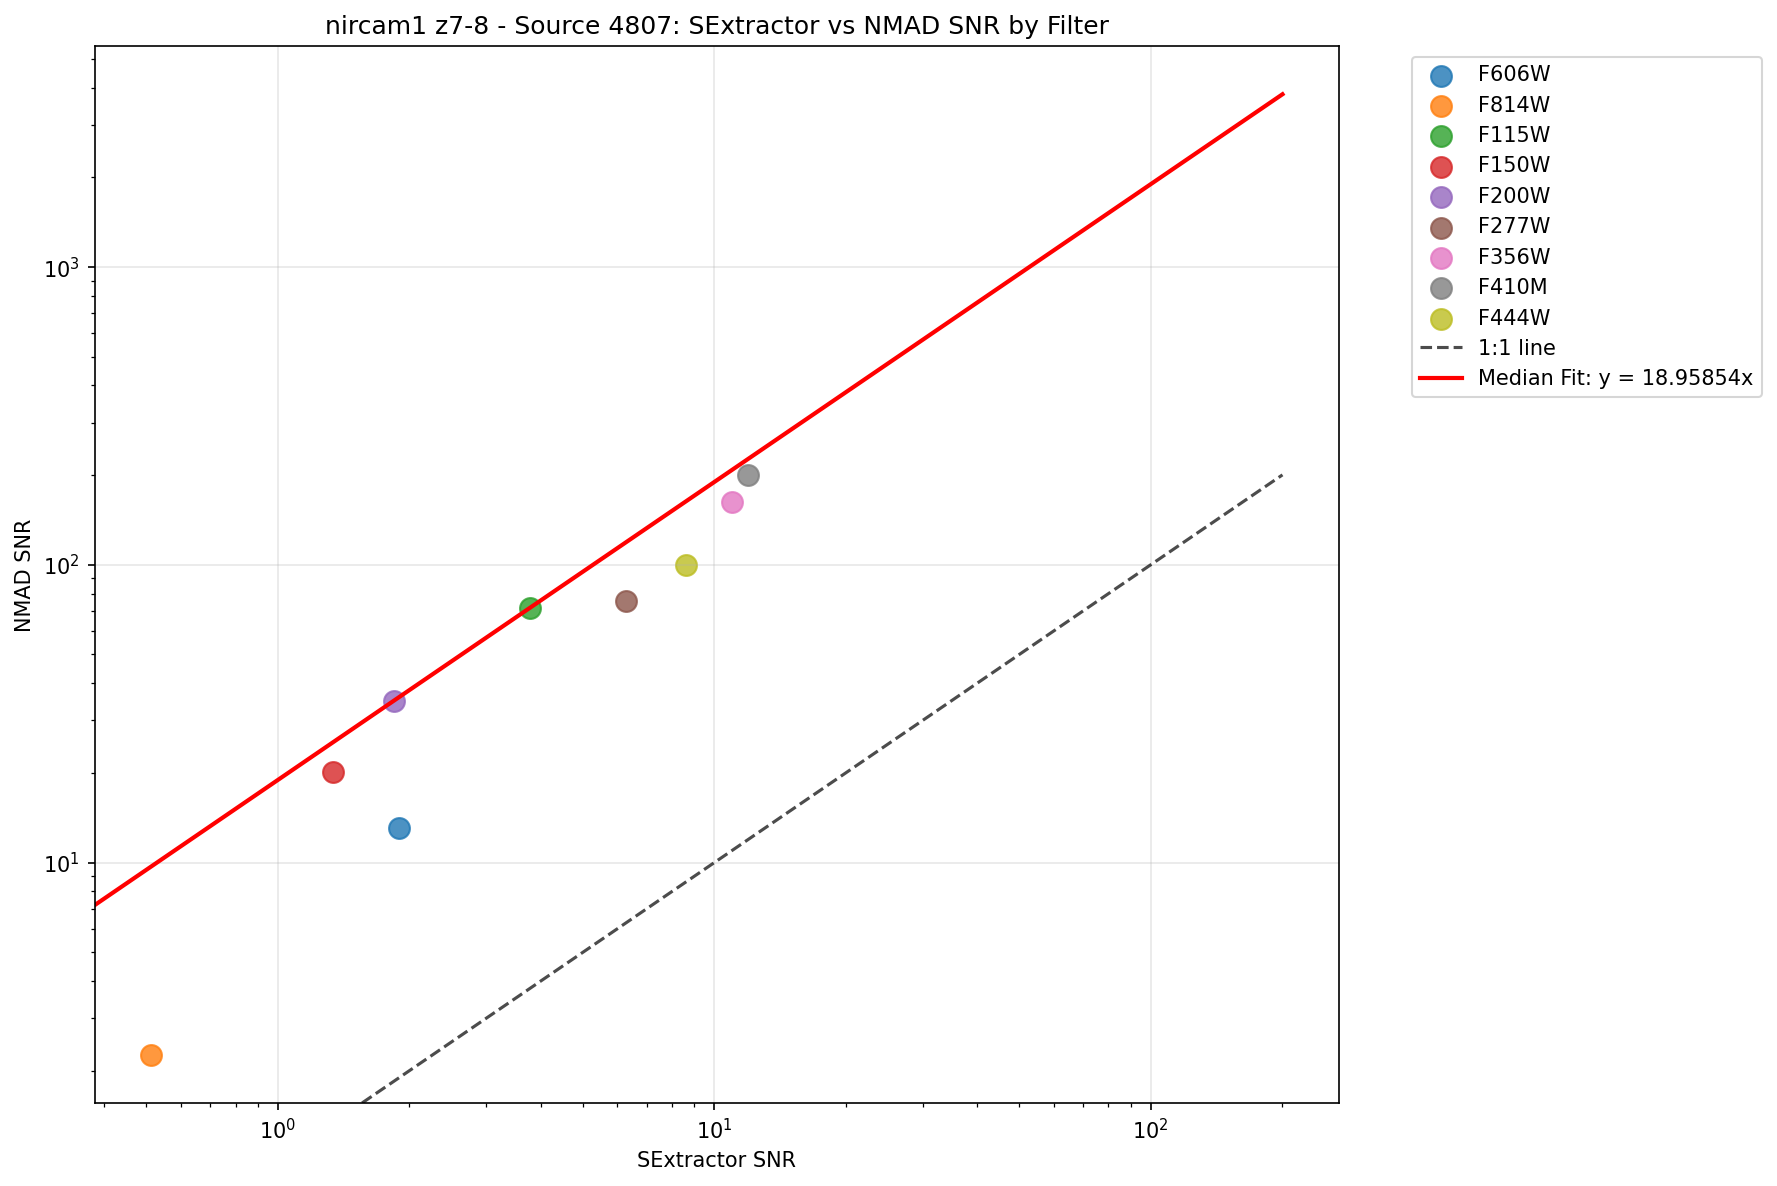 nircam1 z7-8 - Source 4807: SExtractor vs NMAD SNR by Filter
NMAD SNR
10³
10²
10¹
10⁰
10¹
10²
SExtractor SNR
F606W
F814W
F115W
F150W
F200W
F277W
F356W
F410M
F444W
1:1 line
Median Fit: y = 18.95854x